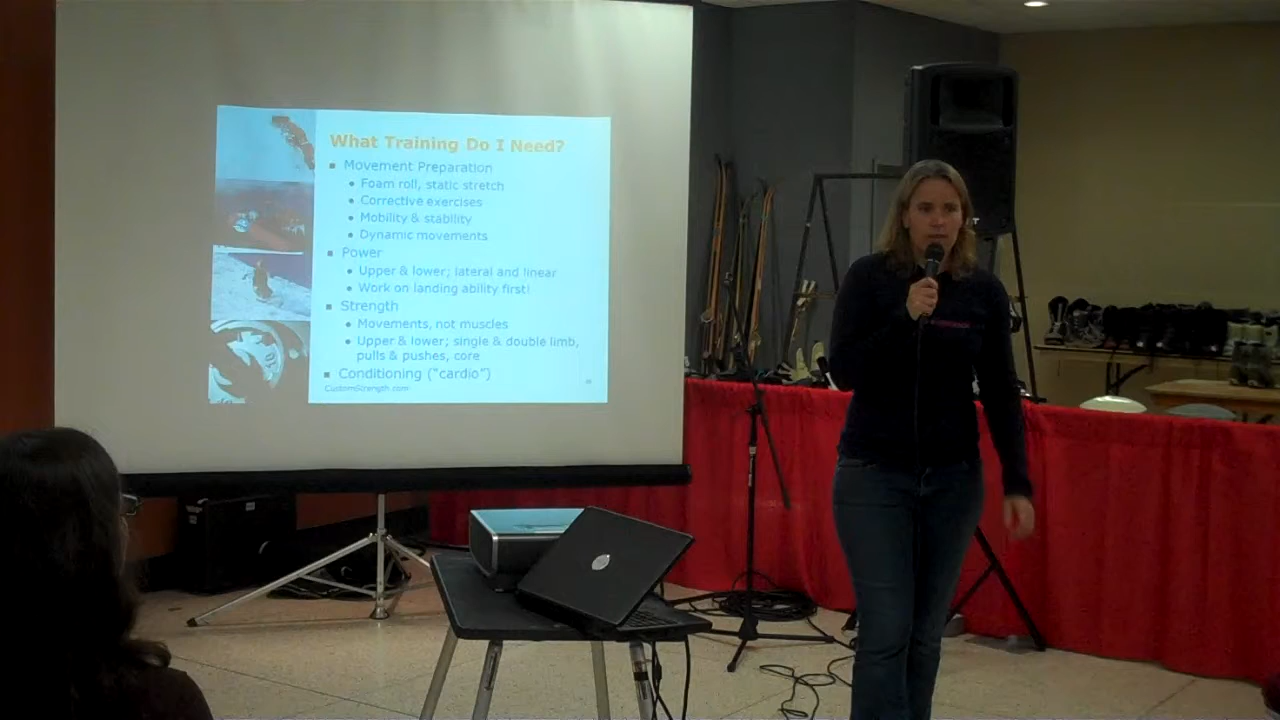 What Training Do I Need?
Movement Preparation
Foam roll, static stretch
Corrective exercises
Mobility & stability
Dynamic movements
Power
Upper & lower; lateral and linear
Work on landing ability first!
Strength
Movements, not muscles
Upper & lower; single & double limb,
pulls & pushes, core
Conditioning ("cardio")
CustomStrength.com